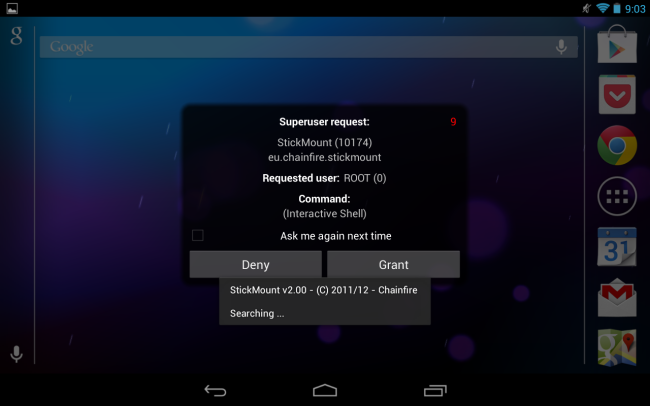 9:03
g
Google
Superuser request:
9
StickMount (10174)
eu.chainfire.stickmount
Requested user: ROOT (0)
Command:
(Interactive Shell)
Ask me again next time
Deny
Grant
StickMount v2.00 - (C) 2011/12 - Chainfire
Searching ...
31
g